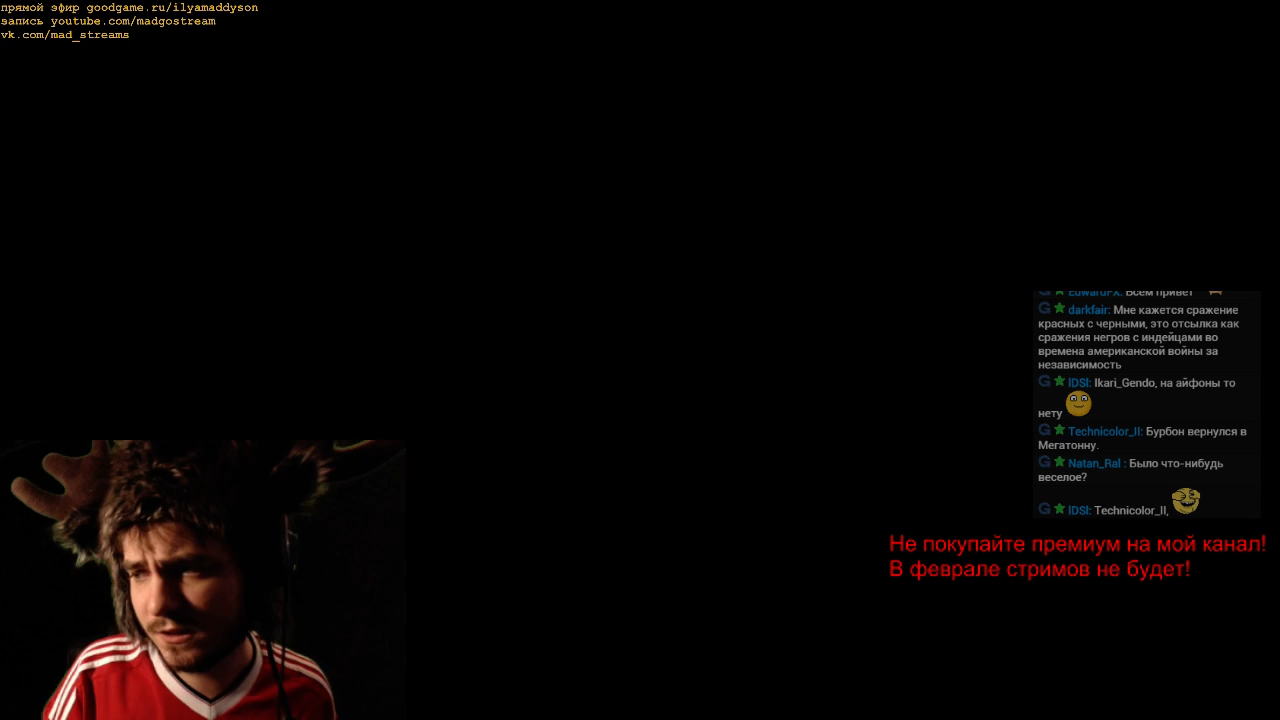 прямой эфир goodgame.ru/ilyamaddyson
запись youtube.com/madgostream
vk.com/mad_streams
EdwardFX: Всем привет
darkfair: Мне кажется сражение
красных с черными, это отсылка как
сражения негров с индейцами во
времена американской войны за
независимость
IDSI: Ikari_Gendo, на айфоны то
нету
Technicolor_II: Бурбон вернулся в
Мегатонну.
Natan_Ral : Было что-нибудь
веселое?
IDSI: Technicolor_II,
Не покупайте премиум на мой канал!
В феврале стримов не будет!